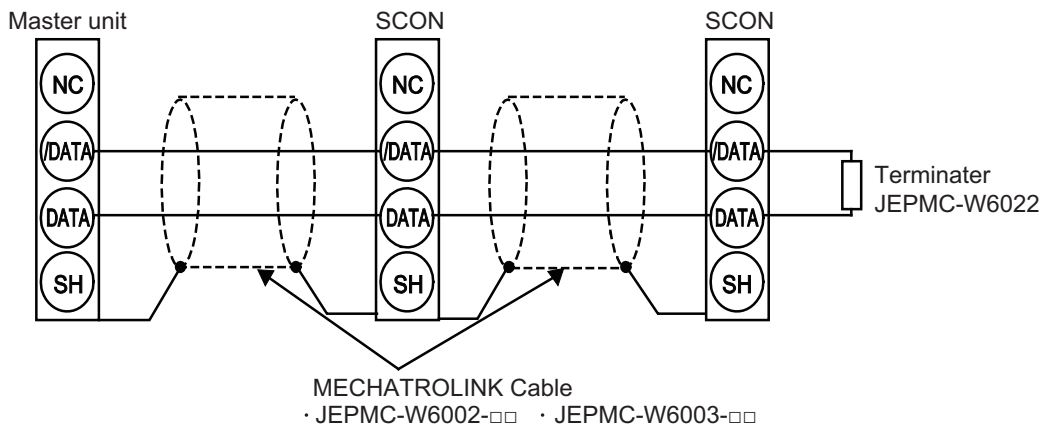 Master unit
SCON
SCON
NC
NC
NC
/DATA
/DATA
/DATA
DATA
DATA
DATA
SH
SH
SH
Terminater
JEPMC-W6022
MECHATROLINK Cable
· JEPMC-W6002-□□ · JEPMC-W6003-□□